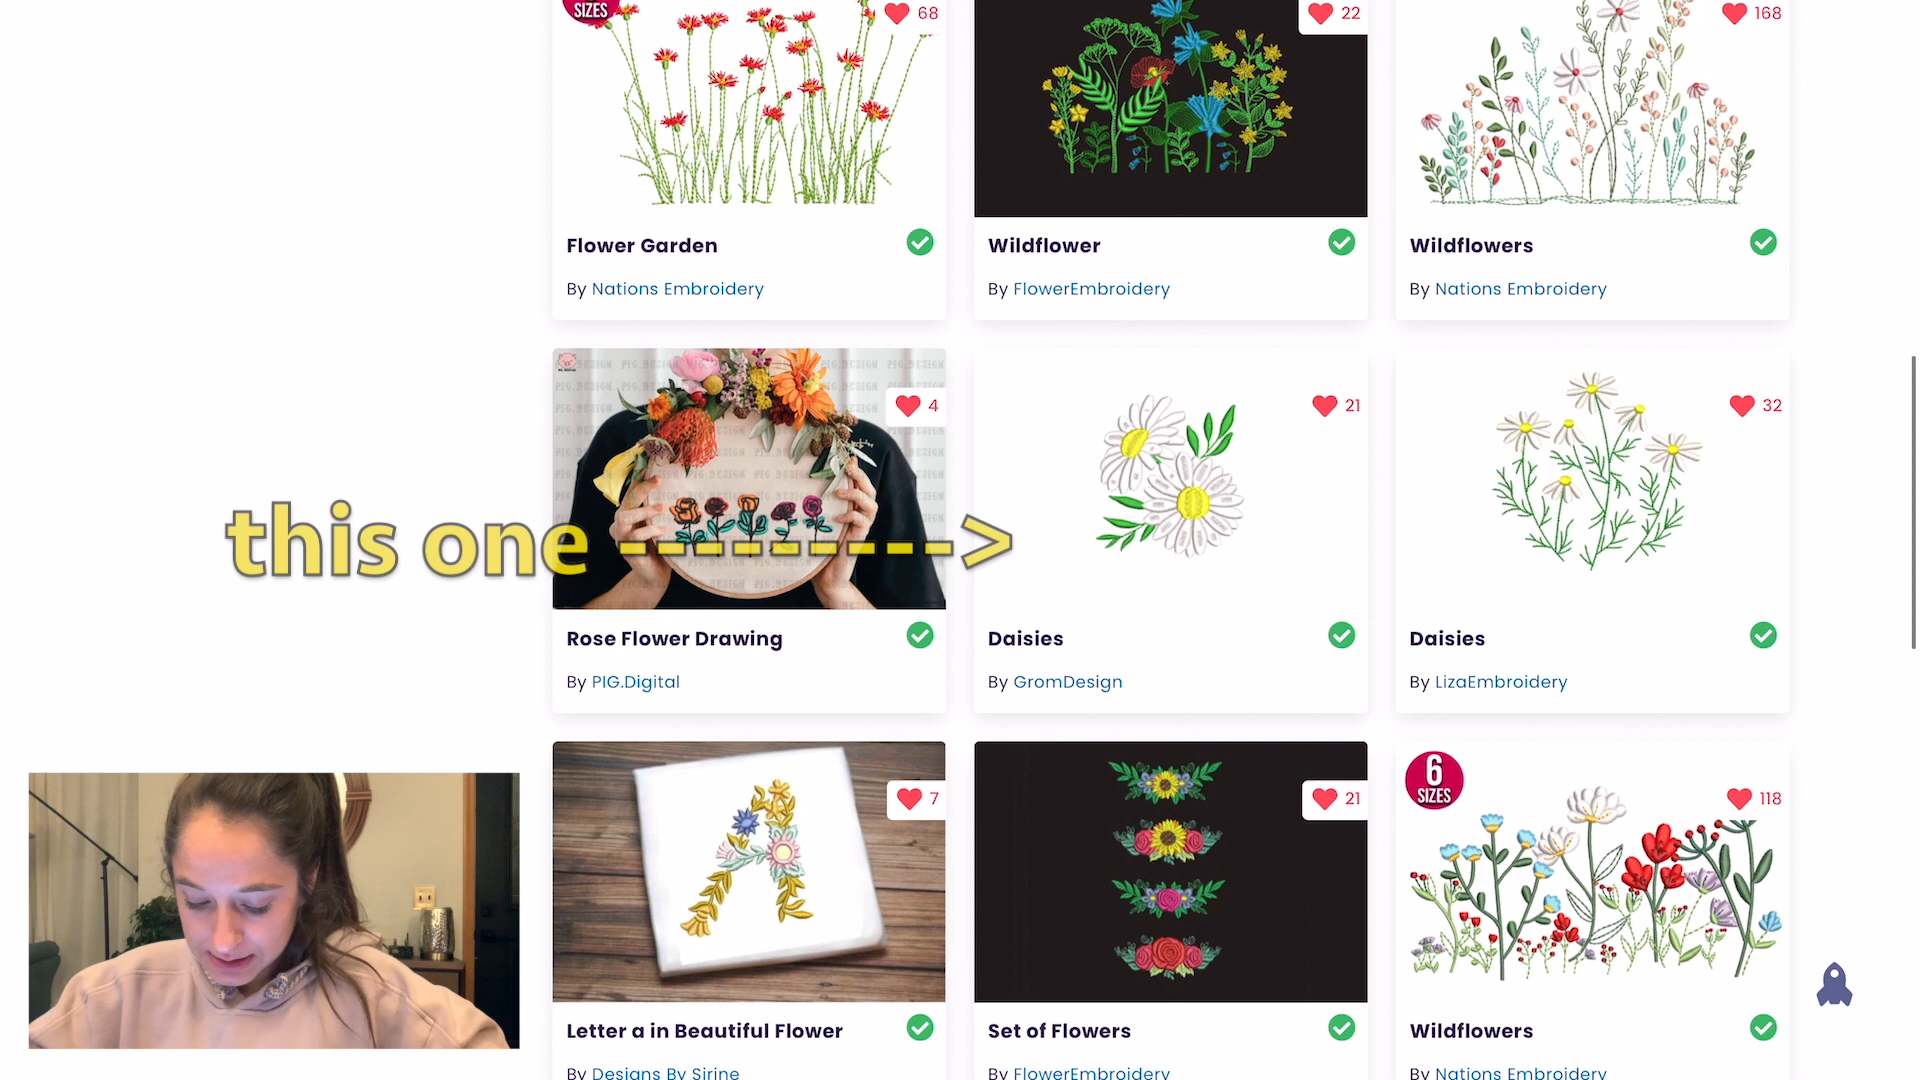 SIZES
68
22
168
Flower Garden
Wildflower
Wildflowers
By Nations Embroidery
By FlowerEmbroidery
By Nations Embroidery
PIG.DESIGN
4
21
32
this one ---------->
Rose Flower Drawing
Daisies
Daisies
By PIG.Digital
By GromDesign
By LizaEmbroidery
6
SIZES
7
21
118
Letter a in Beautiful Flower
Set of Flowers
Wildflowers
By Designs By Sirine
By FlowerEmbroidery
By Nations Embroidery